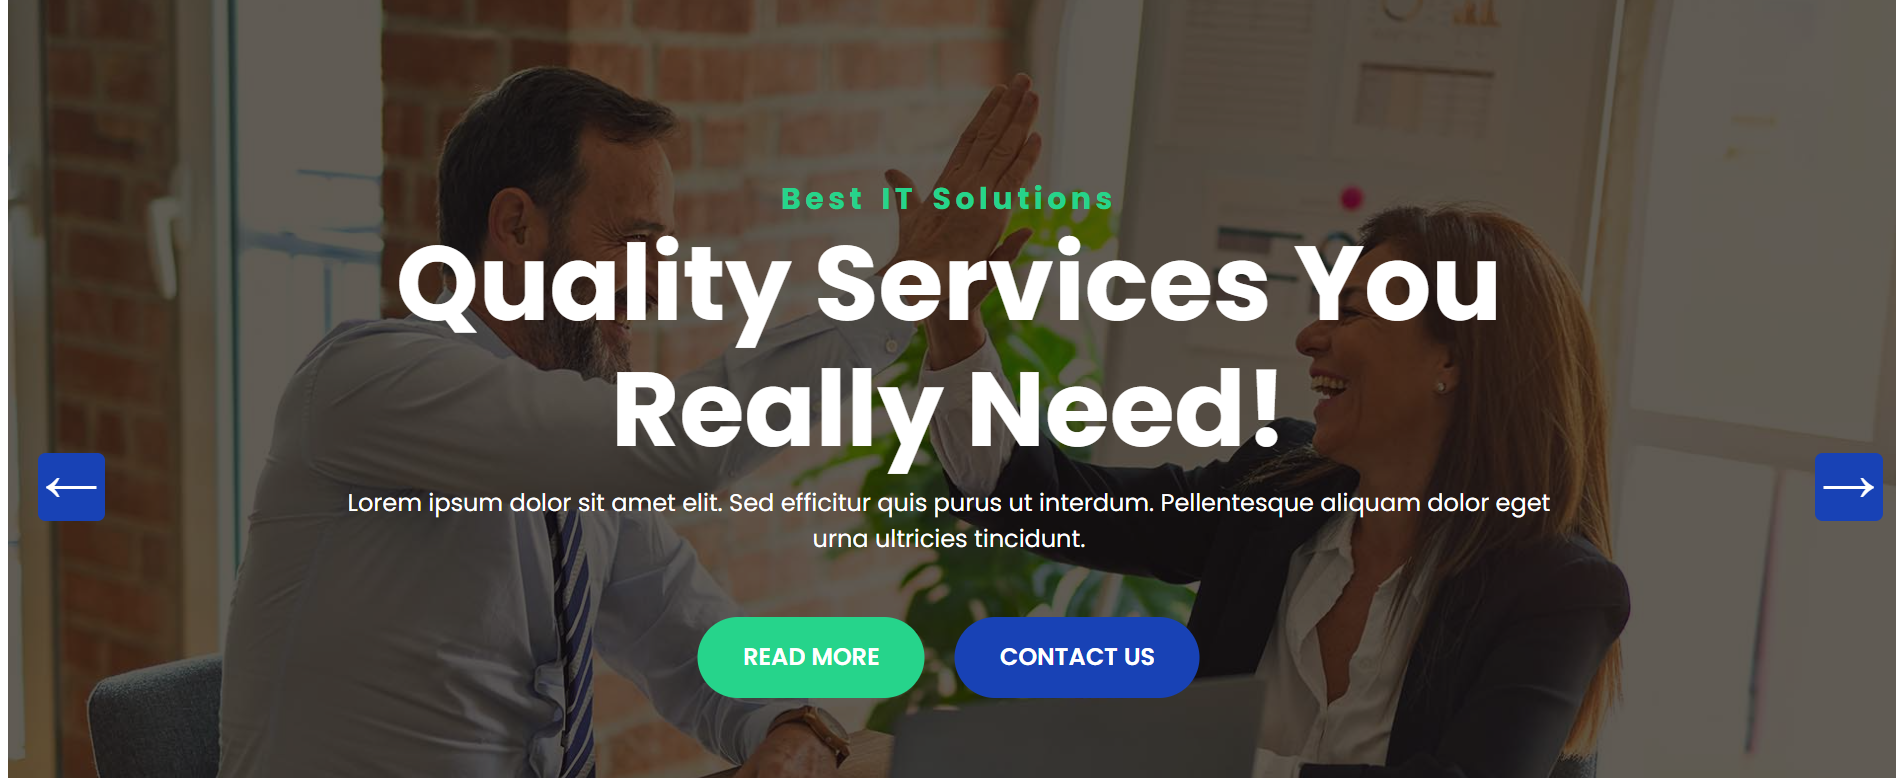 Best IT Solutions
Quality Services You
Really Need!
Lorem ipsum dolor sit amet elit. Sed efficitur quis purus ut interdum. Pellentesque aliquam dolor eget
urna ultricies tincidunt.
READ MORE
CONTACT US